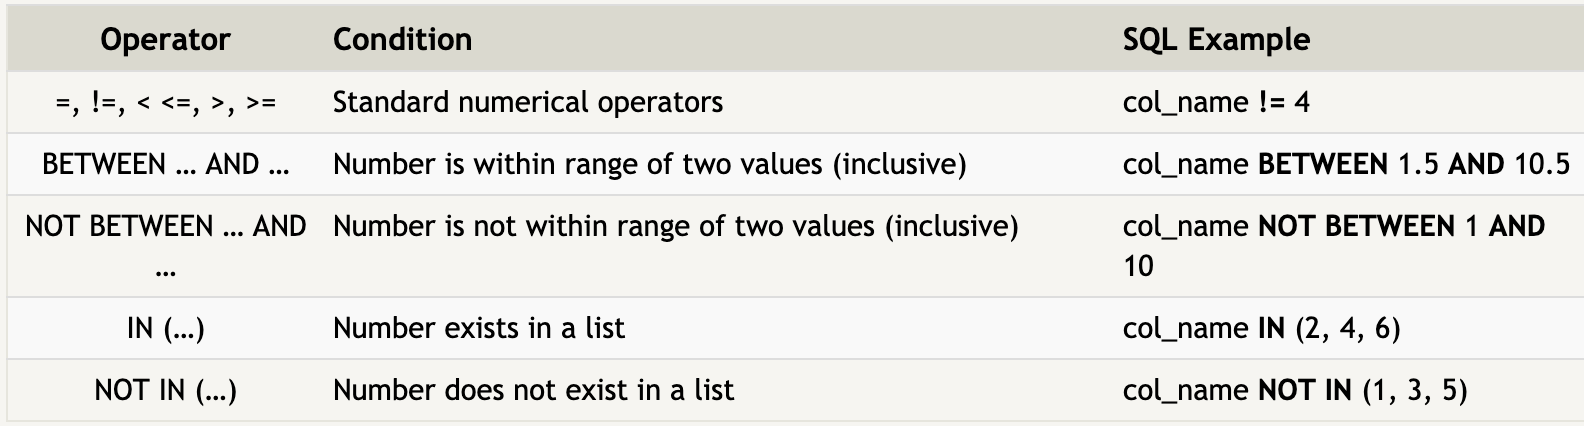 Operator Condition SQL Example
=, !=, < <=, >, >= Standard numerical operators col_name != 4
BETWEEN … AND … Number is within range of two values (inclusive) col_name BETWEEN 1.5 AND 10.5
NOT BETWEEN … AND Number is not within range of two values (inclusive) col_name NOT BETWEEN 1 AND
… 10
IN (…) Number exists in a list col_name IN (2, 4, 6)
NOT IN (…) Number does not exist in a list col_name NOT IN (1, 3, 5)